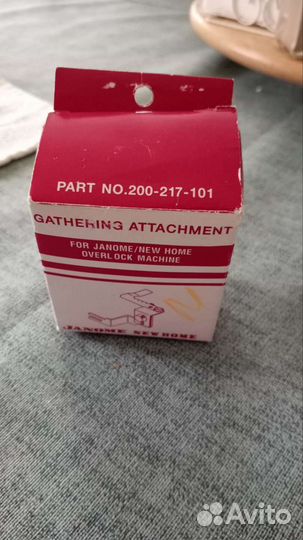 PART NO.200-217-101
GATHERING ATTACHMENT
FOR JANOME/NEW HOME
OVERLOCK MACHINE
JANOME NEW HOME
Avito